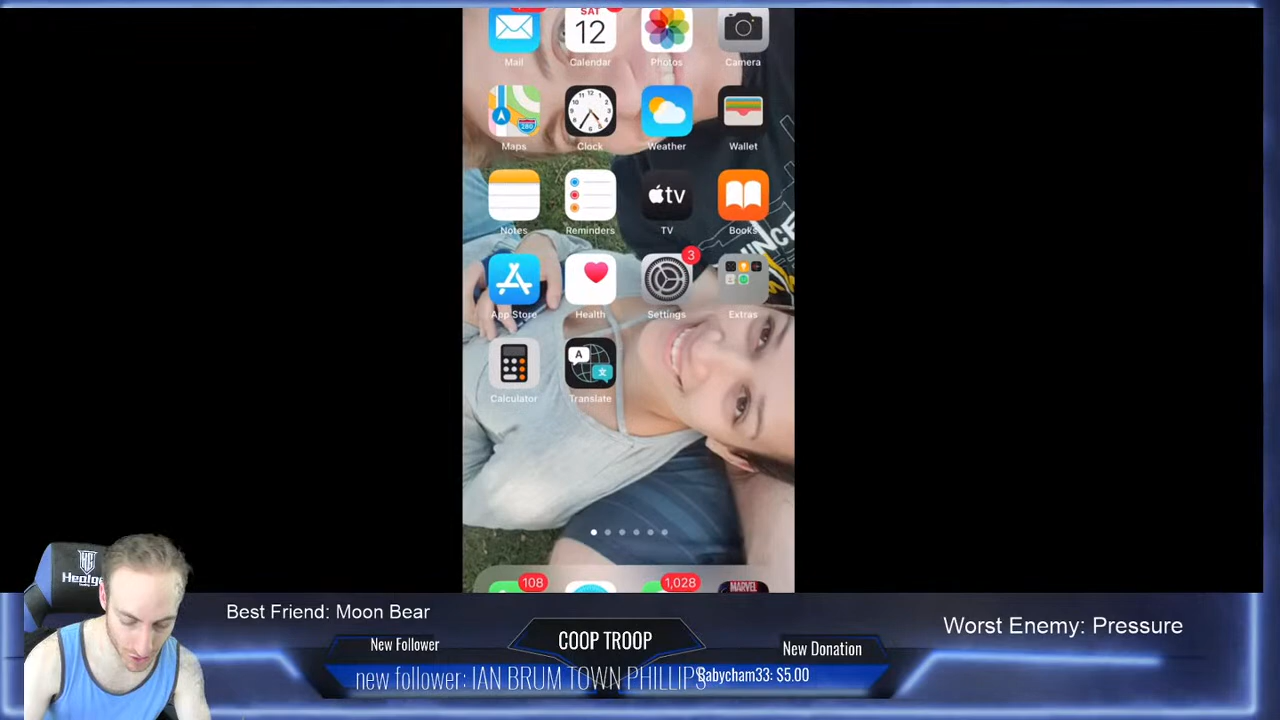 SAT
12
Mail
Calendar
Photos
Camera
280
Maps
Clock
Weather
Wallet
tv
Notes
Reminders
TV
Books
3
App Store
Health
Settings
Extras
A
文
Calculator
Translate
108
1,028
MARVEL
Best Friend: Moon Bear
Worst Enemy: Pressure
New Follower
COOP TROOP
New Donation
new follower: IAN BRUM TOWN PHILLIPS
Babycham33: $5.00